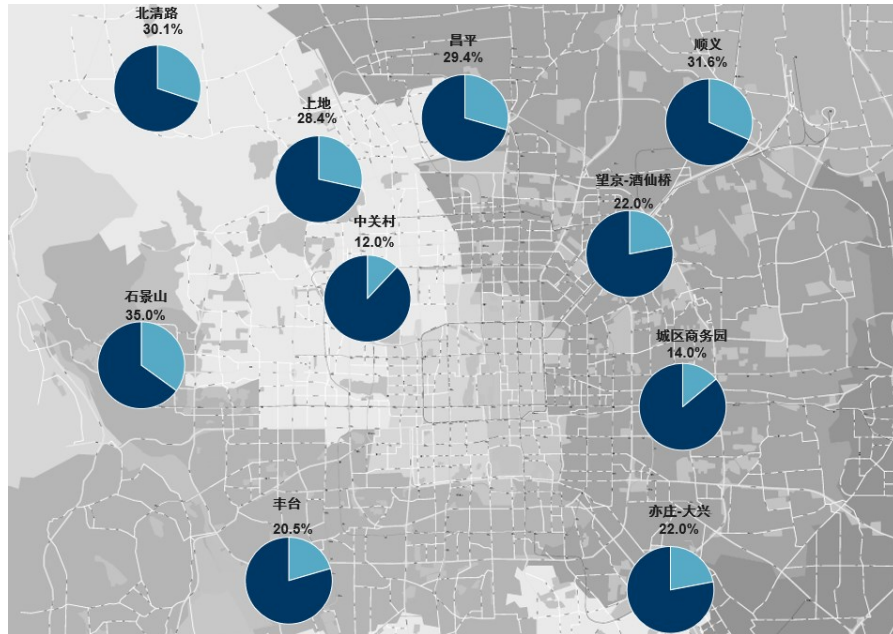 北清路
30.1%
昌平
29.4%
顺义
31.6%
上地
28.4%
望京-酒仙桥
22.0%
中关村
12.0%
石景山
35.0%
城区商务园
14.0%
丰台
20.5%
亦庄-大兴
22.0%